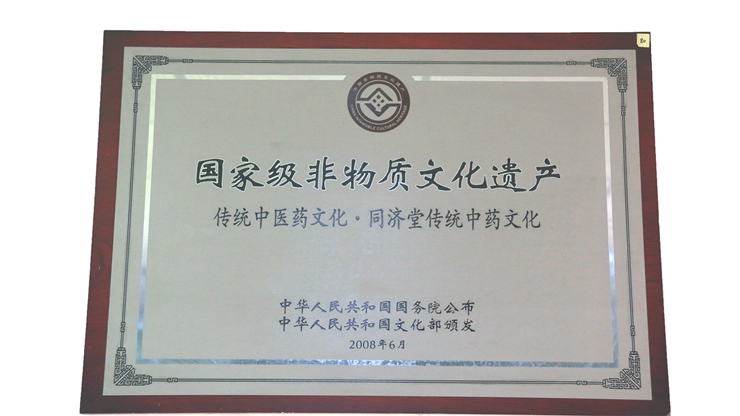 国家级非物质文化遗产
传统中医药文化·同济堂传统中药文化
中华人民共和国国务院公布
中华人民共和国文化部颁发
2008年6月